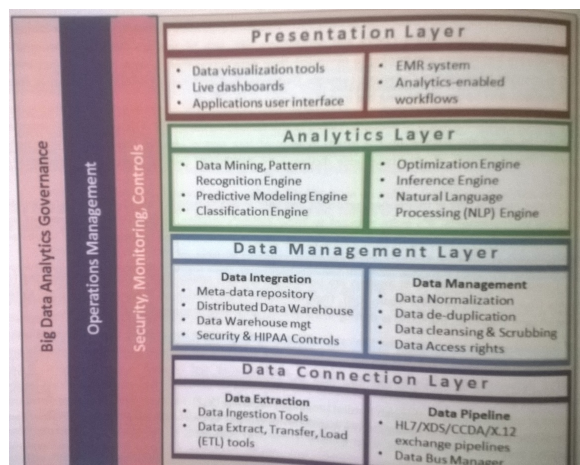 Big Data Analytics Governance
Operations Management
Security, Monitoring, Controls
Presentation Layer
• Data visualization tools
• Live dashboards
• Applications user interface
• EMR system
• Analytics-enabled
workflows
Analytics Layer
• Data Mining, Pattern
Recognition Engine
• Predictive Modeling Engine
• Classification Engine
• Optimization Engine
• Inference Engine
• Natural Language
Processing (NLP) Engine
Data Management Layer
Data Integration
• Meta-data repository
• Distributed Data Warehouse
• Data Warehouse mgt
• Security & HIPAA Controls
Data Management
• Data Normalization
• Data de-duplication
• Data cleansing & Scrubbing
• Data Access rights
Data Connection Layer
Data Extraction
• Data Ingestion Tools
• Data Extract, Transfer, Load
(ETL) tools
Data Pipeline
• HL7/XDS/CCDA/X.12
exchange pipelines
• Data Bus Manager